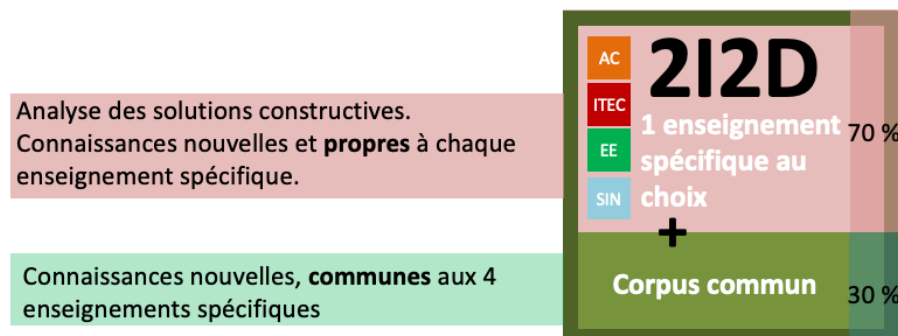 Analyse des solutions constructives.
Connaissances nouvelles et propres à chaque
enseignement spécifique.
Connaissances nouvelles, communes aux 4
enseignements spécifiques
AC
ITEC
EE
SIN
2I2D
1 enseignement
spécifique au
choix
70 %
+
Corpus commun
30 %